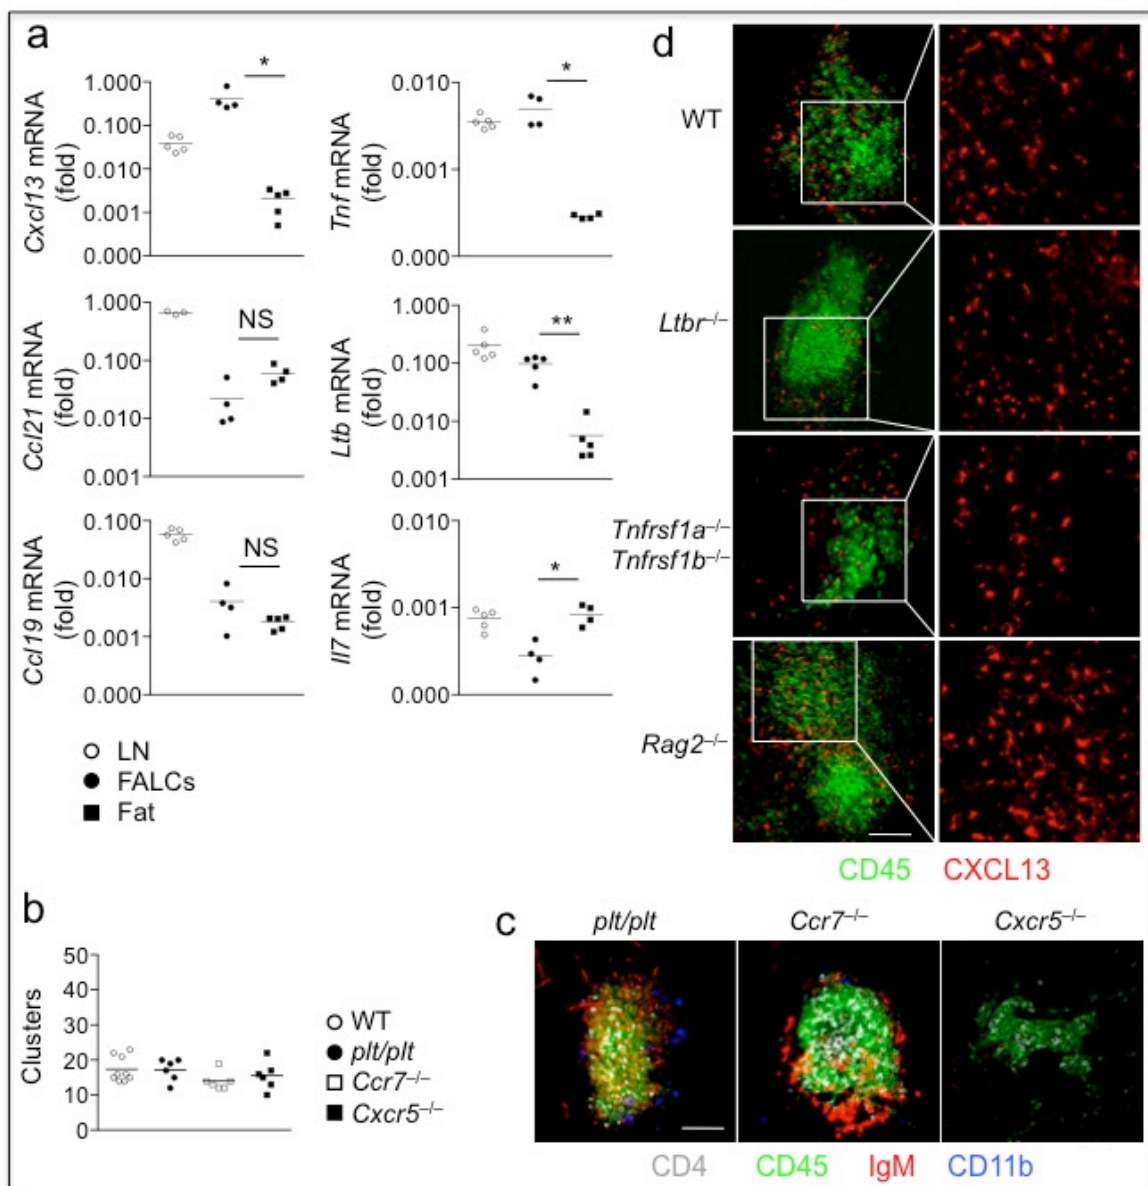 a
Cxcl13 mRNA
(fold)
1.000
0.100
0.010
0.001
0.000
*
Tnf mRNA
(fold)
0.010
0.001
0.000
*
Ccl21 mRNA
(fold)
1.000
0.100
0.010
0.001
NS
Ltb mRNA
(fold)
1.000
0.100
0.010
0.001
**
Ccl19 mRNA
(fold)
0.100
0.010
0.001
0.000
NS
Il7 mRNA
(fold)
0.010
0.001
0.000
*
LN
FALCs
Fat
d
WT
Ltbr–/–
Tnfrsf1a–/–
Tnfrsf1b–/–
Rag2–/–
CD45 CXCL13
b
Clusters
50
40
30
20
10
0
WT
plt/plt
Ccr7–/–
Cxcr5–/–
c
plt/plt Ccr7–/– Cxcr5–/–
CD4 CD45 IgM CD11b